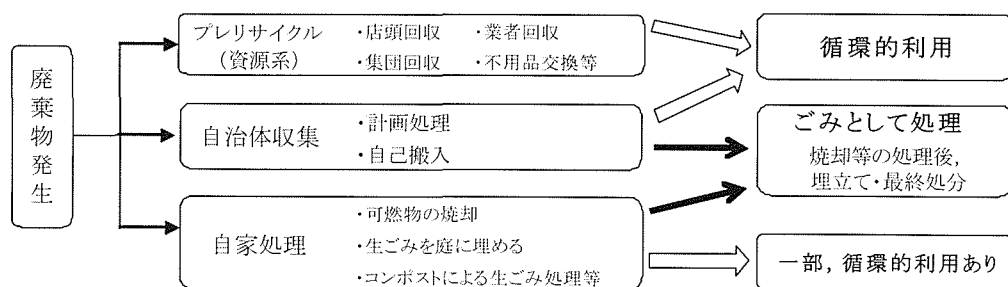 廃棄物発生
プレリサイクル
(資源系)
・店頭回収 ・業者回収
・集団回収 ・不用品交換等
自治体収集
・計画処理
・自己搬入
自家処理
・可燃物の焼却
・生ごみを庭に埋める
・コンポストによる生ごみ処理等
循環的利用
ごみとして処理
焼却等の処理後,
埋立て・最終処分
一部, 循環的利用あり